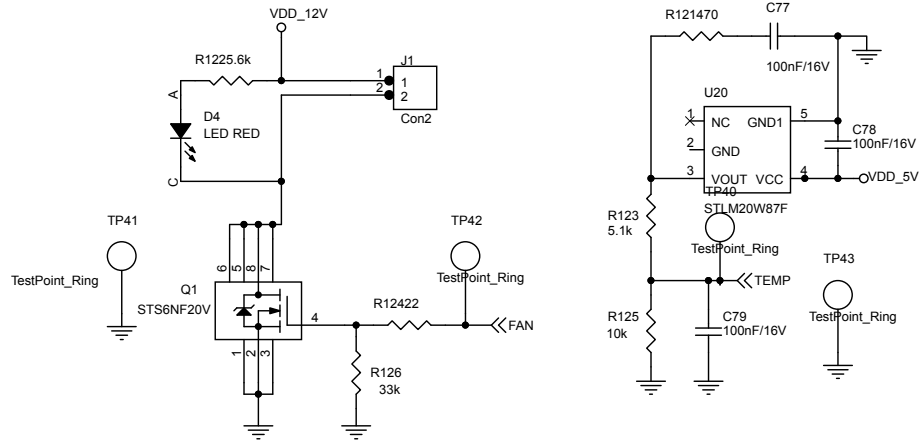 VDD_12V
R1225.6k
A
D4
LED RED
C
J1
1
2
1
2
Con2
TP41
TestPoint_Ring
6
5
8
7
Q1
STS6NF20V
4
1
2
3
R12422
TP42
TestPoint_Ring
FAN
R126
33k
R121470
C77
100nF/16V
U20
1
NC
GND1
5
2
GND
3
VOUT
VCC
4
C78
100nF/16V
VDD_5V
TP40
STLM20W87F
TestPoint_Ring
R123
5.1k
TEMP
R125
10k
C79
100nF/16V
TP43
TestPoint_Ring